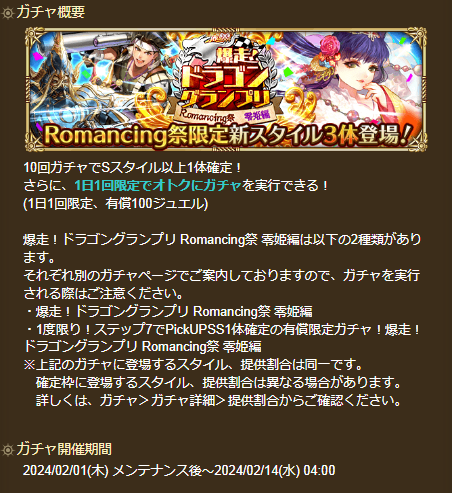 ガチャ概要
爆走!
ドラゴン
グランプリ
Romancing祭 零姫編
Romancing祭限定新スタイル3体登場!
10回ガチャでSスタイル以上1体確定!
さらに、1日1回限定でオトクにガチャを実行できる!
(1日1回限定、有償100ジュエル)
爆走！ドラゴングランプリ Romancing祭 零姫編は以下の2種類があり
ます。
それぞれ別のガチャページでご案内しておりますので、ガチャを実行
される際はご注意ください。
・爆走！ドラゴングランプリ Romancing祭 零姫編
・1度限り！ステップ7でPickUPSS1体確定の有償限定ガチャ！爆走！
ドラゴングランプリ Romancing祭 零姫編
※上記のガチャに登場するスタイル、提供割合は同一です。
確定枠に登場するスタイル、提供割合は異なる場合があります。
詳しくは、ガチャ＞ガチャ詳細＞提供割合からご確認ください。
ガチャ開催期間
2024/02/01(木) メンテナンス後～2024/02/14(水) 04:00